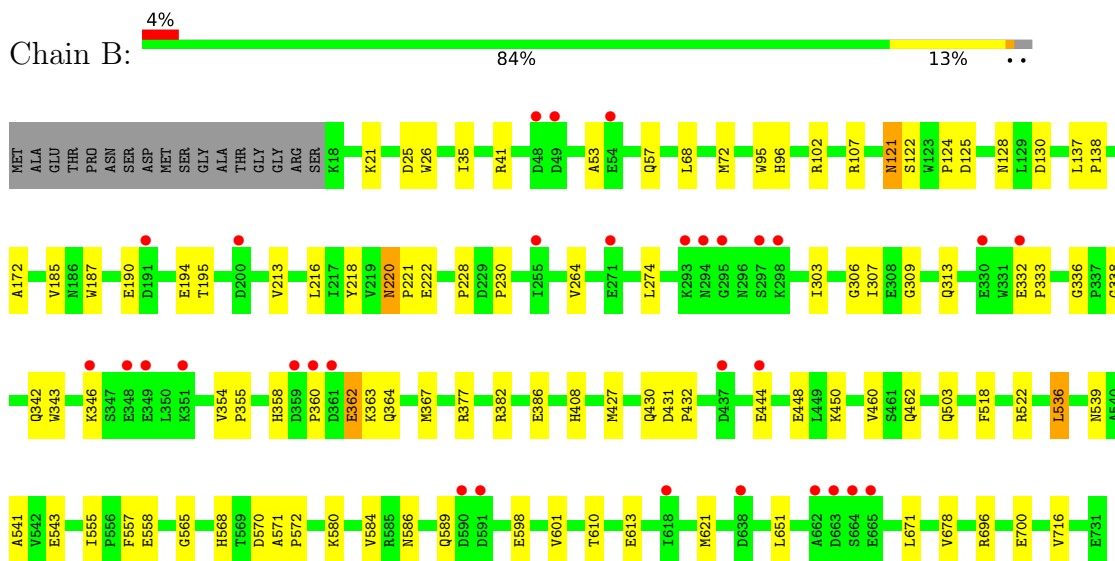 4%
Chain B:
84% 13% • •
MET ALA GLU THR PRO ASN SER ASP MET SER GLY ALA THR GLY GLY ARG SER K18 K21 D25 W26 I35 R41 D48 D49 A53 E54 Q57 L68 M72 W95 H96 R102 R107 N121 S122 W123 P124 D125 N128 L129 D130 L137 P138
A172 V185 N186 W187 E190 D191 E194 T195 D200 V213 L216 I217 Y218 V219 N220 P221 E222 P228 D229 P230 I255 V264 E271 L274 K293 N294 G295 N296 S297 K298 I303 G306 I307 E308 G309 Q313 E330 W331 E332 P333 G336 P337 G338
Q342 W343 K346 S347 E348 E349 L350 K351 V354 P355 H358 D359 P360 D361 E362 K363 Q364 M367 R377 R382 E386 H408 M427 Q430 D431 P432 D437 E444 E448 L449 K450 V460 S461 Q462 Q503 F518 R522 L536 N539 A540
A541 V542 E543 I555 P556 F557 E558 G565 H568 T569 D570 A571 P572 K580 V584 R585 N586 Q589 D590 D591 E598 V601 T610 E613 I618 M621 D638 L651 A662 D663 S664 E665 L671 V678 R696 E700 V716 E731